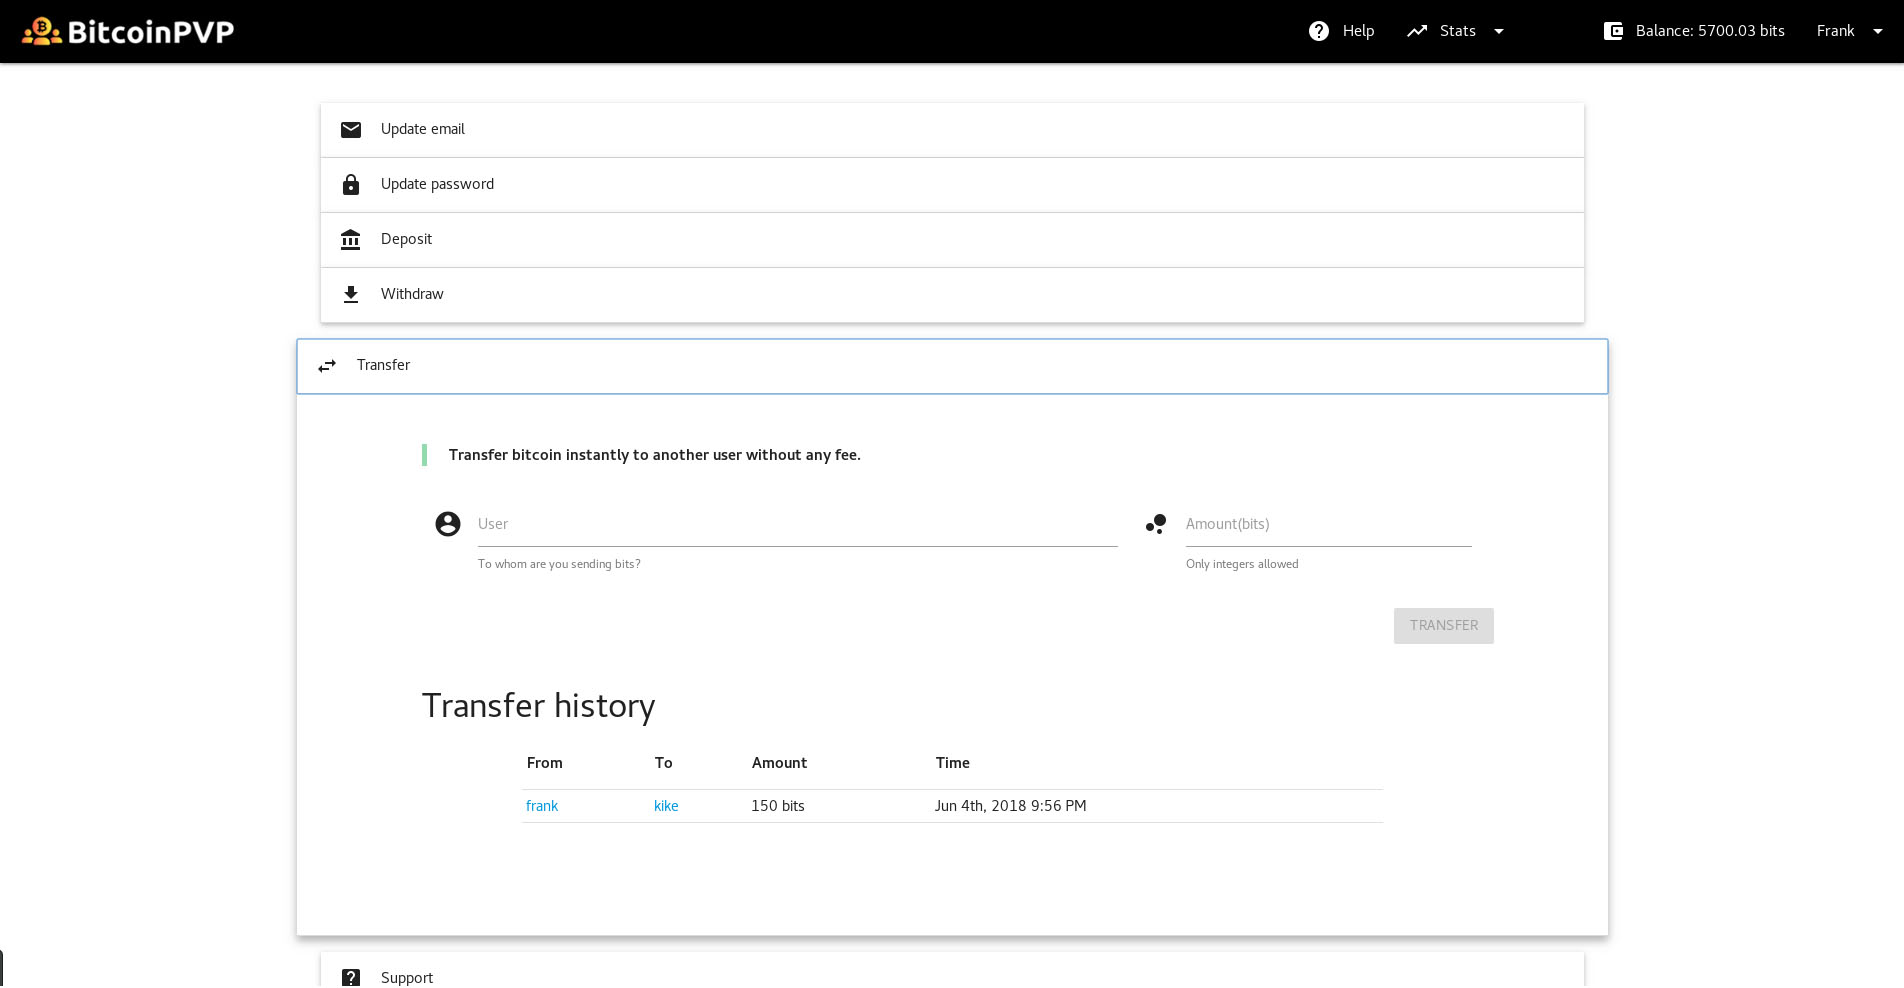 BitcoinPVP
Help
Stats
Balance: 5700.03 bits
Frank
Update email
Update password
Deposit
Withdraw
Transfer
Transfer bitcoin instantly to another user without any fee.
User
Amount(bits)
To whom are you sending bits?
Only integers allowed
TRANSFER
Transfer history
From To Amount Time
frank kike 150 bits Jun 4th, 2018 9:56 PM
Support